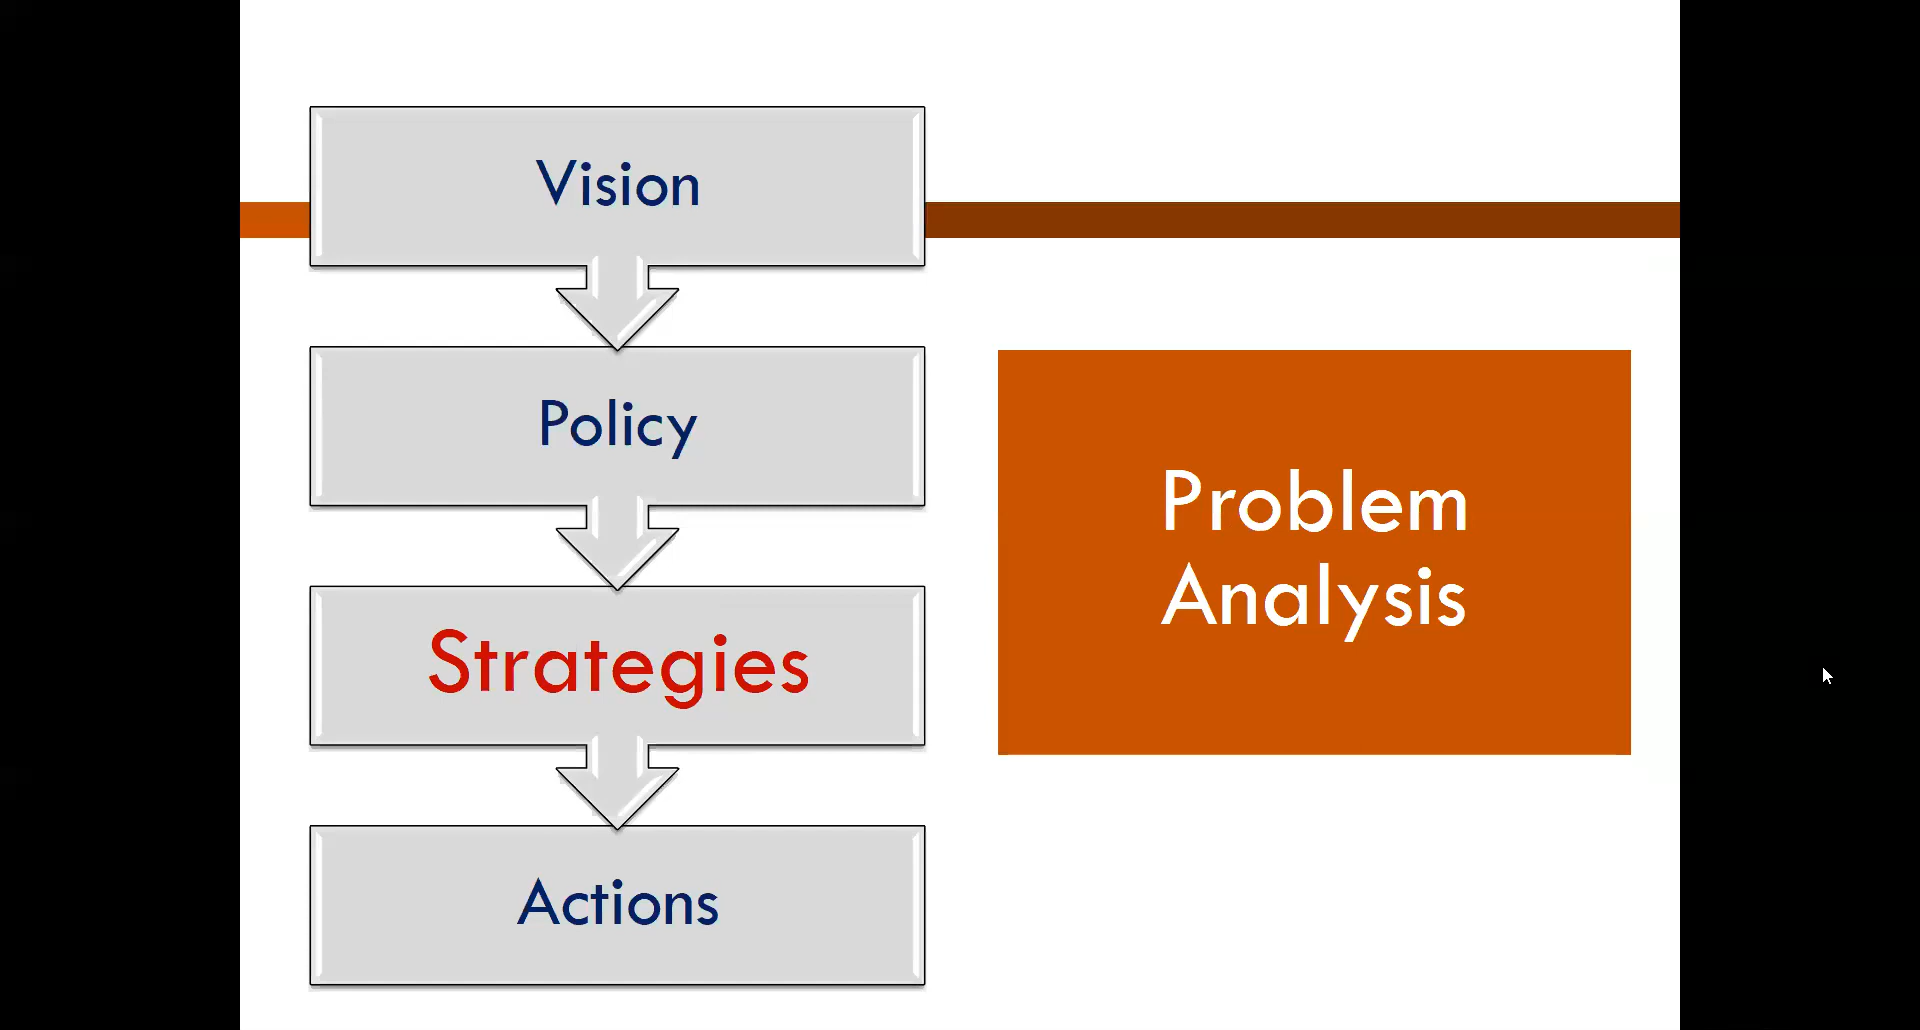 Vision
Policy
Strategies
Actions
Problem
Analysis